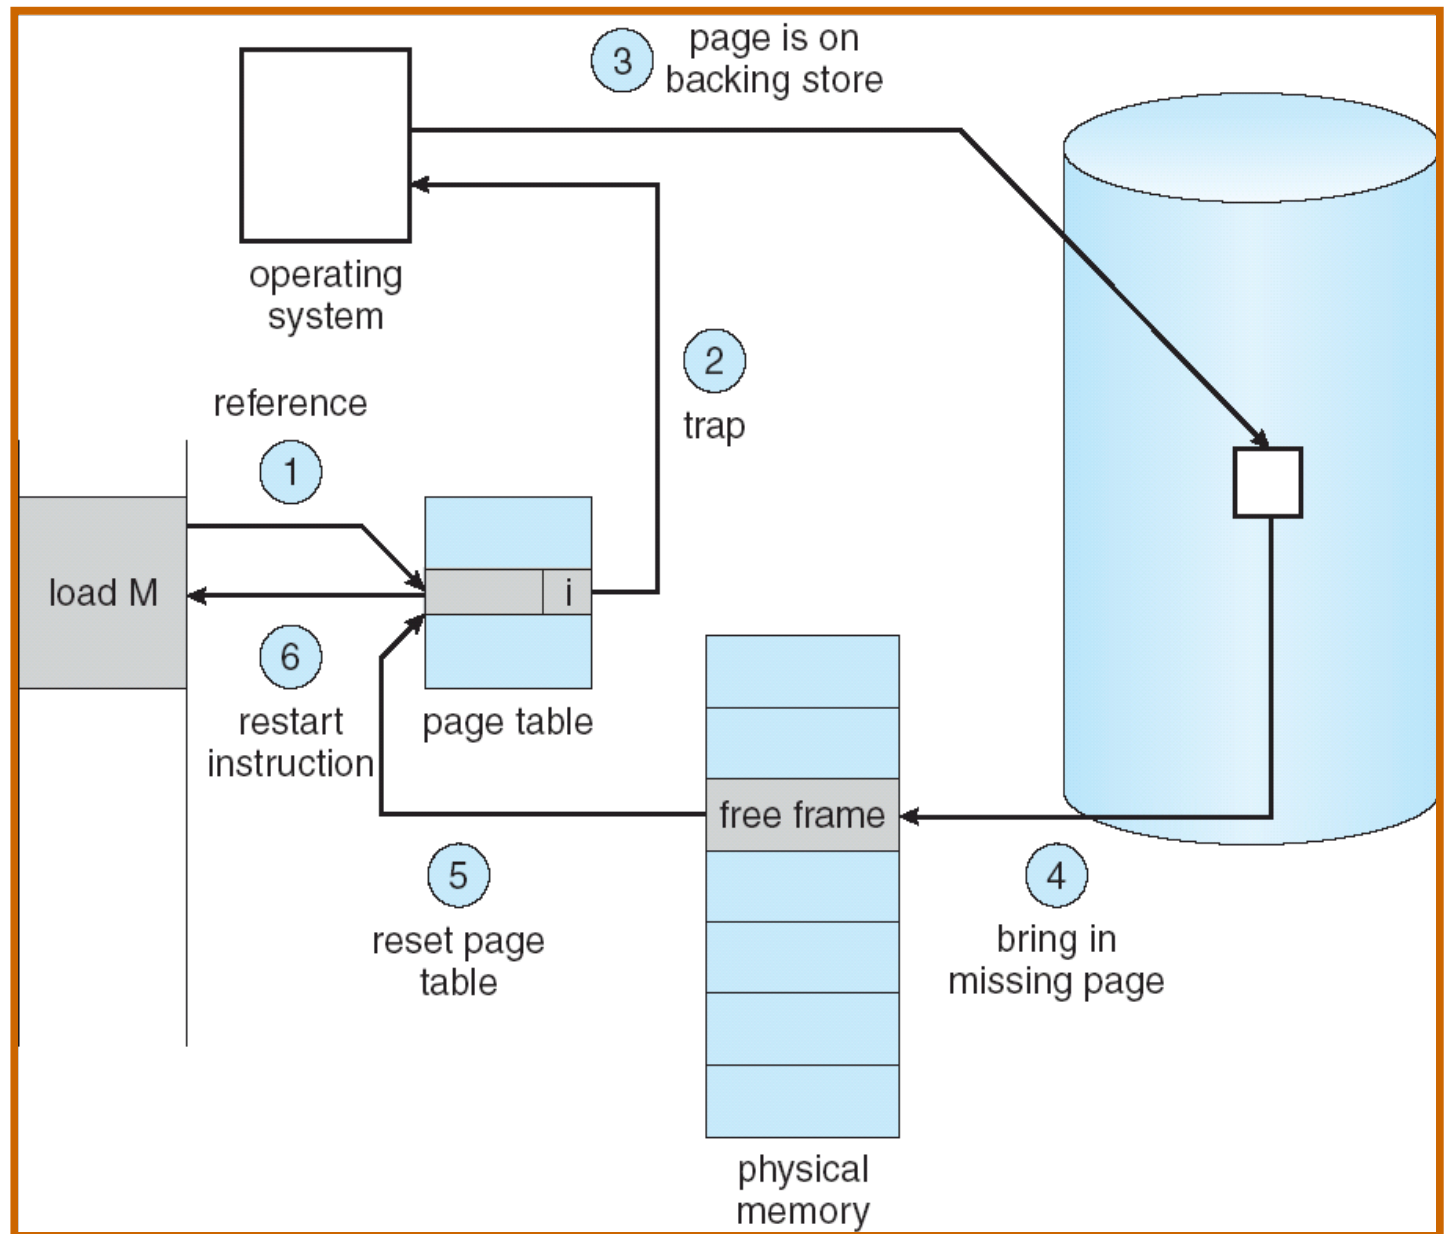 3
page is on
backing store
operating
system
2
trap
reference
1
load M
i
6
restart
instruction
page table
free frame
5
reset page
table
4
bring in
missing page
physical
memory